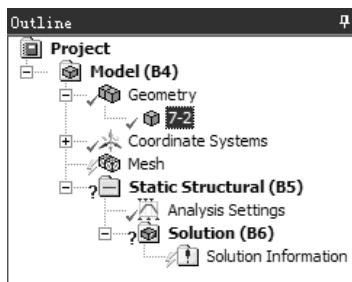 Outline
Project
Model (B4)
Geometry
7-2
Coordinate Systems
Mesh
Static Structural (B5)
Analysis Settings
Solution (B6)
Solution Information